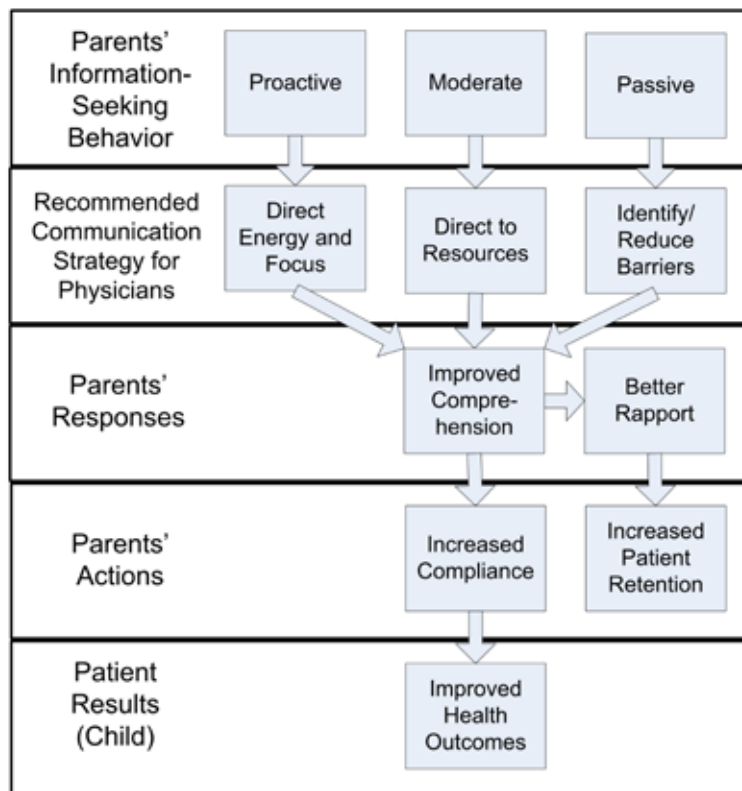 Parents'
Information-
Seeking
Behavior
Proactive
Moderate
Passive
Recommended
Communication
Strategy for
Physicians
Direct
Energy and
Focus
Direct to
Resources
Identify/
Reduce
Barriers
Parents'
Responses
Improved
Compre-
hension
Better
Rapport
Parents'
Actions
Increased
Compliance
Increased
Patient
Retention
Patient
Results
(Child)
Improved
Health
Outcomes